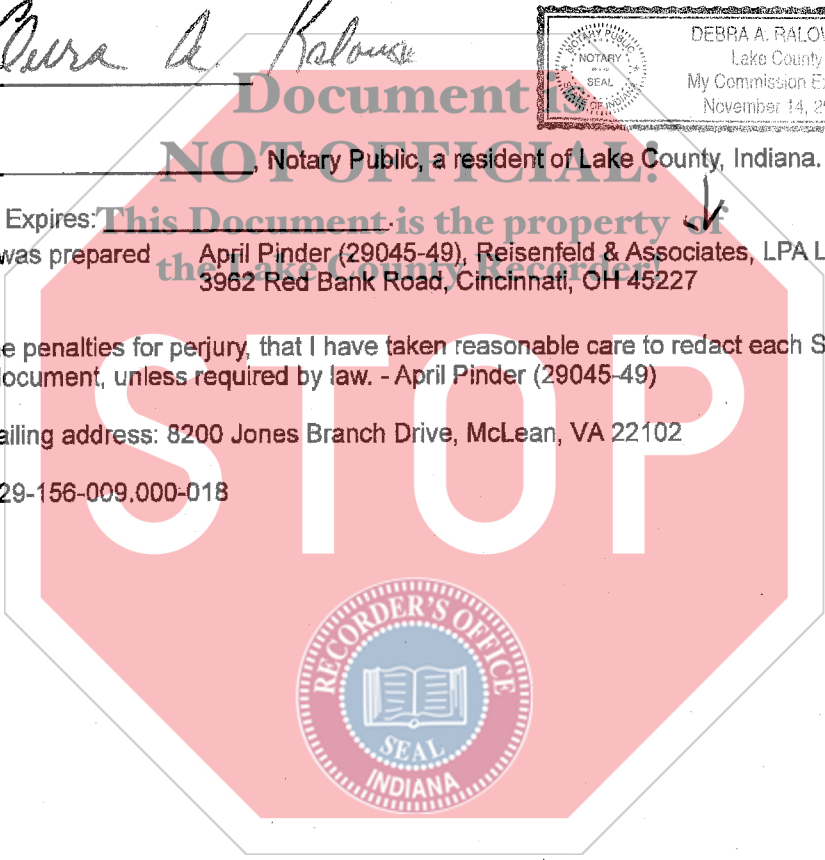 Debra A.
DEBRA A. RALOW
Lake County
My Commission E
November 14, 2
NOTARY PUBLIC
NOTARY
SEAL
STATE OF INDIANA
Document is
NOT OFFICIAL!
This Document is the property of
the Lake County Recorder!
, Notary Public, a resident of Lake County, Indiana.
Expires:
was prepared April Pinder (29045-49), Reisenfeld & Associates, LPA L
3962 Red Bank Road, Cincinnati, OH 45227
e penalties for perjury, that I have taken reasonable care to redact each S
document, unless required by law. - April Pinder (29045-49)
ailing address: 8200 Jones Branch Drive, McLean, VA 22102
29-156-009.000-018
STOP
RECORDER'S OFFICE
SEAL
INDIANA